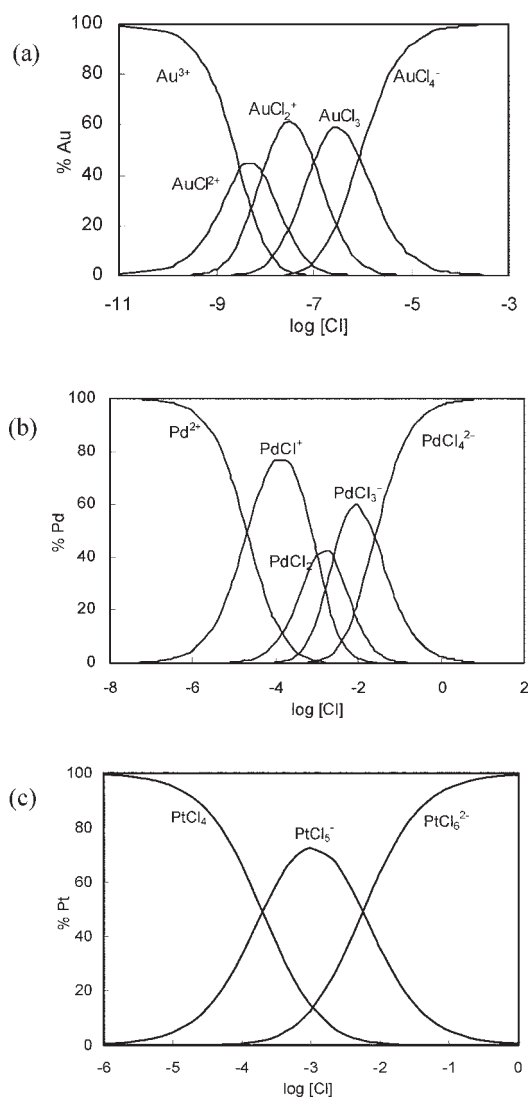 (a)
100
80
60
40
20
0
% Au
Au³⁺
AuCl²⁺
AuCl₂⁺
AuCl₃
AuCl₄⁻
-11 -9 -7 -5 -3
log [Cl]
(b)
100
80
60
40
20
0
% Pd
Pd²⁺
PdCl⁺
PdCl₂
PdCl₃⁻
PdCl₄²⁻
-8 -6 -4 -2 0 2
log [Cl]
(c)
100
80
60
40
20
0
% Pt
PtCl₄
PtCl₅⁻
PtCl₆²⁻
-6 -5 -4 -3 -2 -1 0
log [Cl]